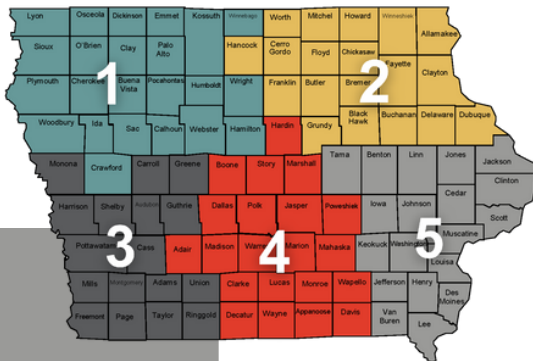 Lyon Osceola Dickinson Emmet Kossuth Winnebago Worth Mitchel Howard Winneshiek Allamakee
Sioux O'Brien Clay Palo Alto Hancock Cerro Gordo Floyd Chickasaw Fayette Clayton
Plymouth Cherokee Buena Vista Pocahontas Humboldt Wright Franklin Butler Bremer
1 2
Woodbury Ida Sac Calhoun Webster Hamilton Hardin Grundy Black Hawk Buchanan Delaware Dubuque
Monona Crawford Carroll Greene Boone Story Marshall Tama Benton Linn Jones Jackson
Clinton
Harrison Shelby Audubon Guthrie Dallas Polk Jasper Poweshiek Iowa Johnson Cedar Scott
Muscatine
Cass Adair Madison Marion Mahaska Keokuck Washington Louisa
3 4 5
Mills Montgomery Adams Union Clarke Lucas Monroe Wapello Jefferson Henry Des Moines
Freemont Page Taylor Ringgold Decatur Wayne Appanoose Davis Van Buren Lee